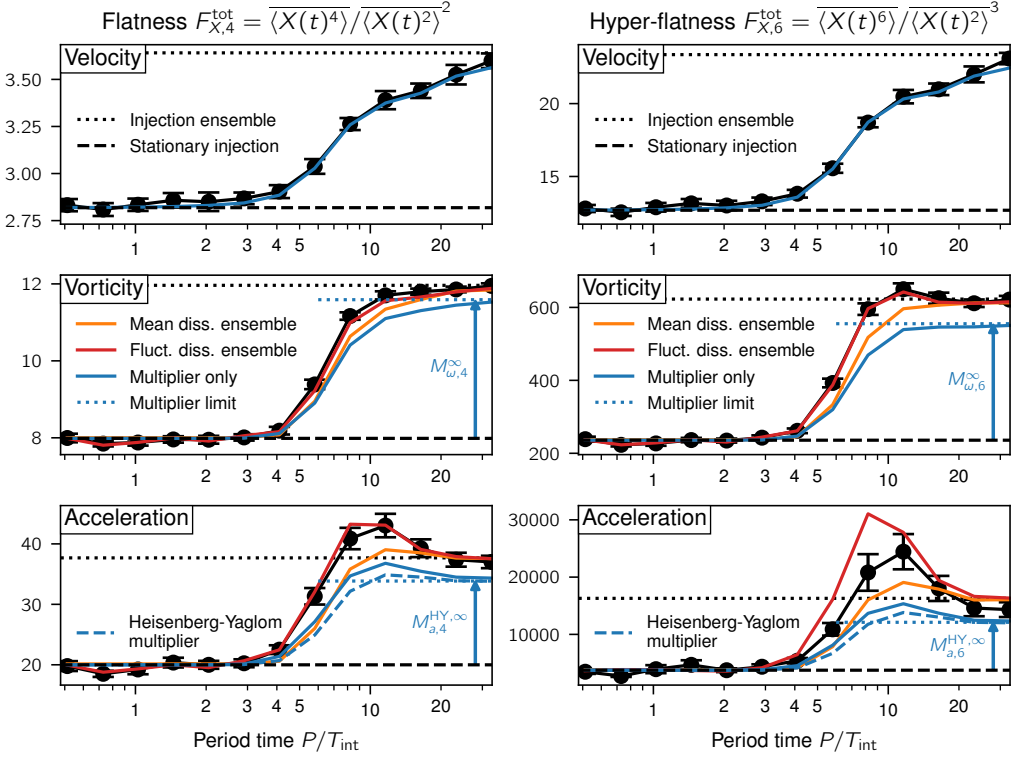 Flatness F^tot_X,4 = ⟨X(t)^4⟩/⟨X(t)^2⟩^2
Hyper-flatness F^tot_X,6 = ⟨X(t)^6⟩/⟨X(t)^2⟩^3
Velocity
3.50
3.25
3.00
2.75
Injection ensemble
Stationary injection
1 2 3 4 5 10 20
Velocity
20
15
Injection ensemble
Stationary injection
1 2 3 4 5 10 20
Vorticity
12
10
8
Mean diss. ensemble
Fluct. diss. ensemble
Multiplier only
Multiplier limit
M^∞_ω,4
1 2 3 4 5 10 20
Vorticity
600
400
200
Mean diss. ensemble
Fluct. diss. ensemble
Multiplier only
Multiplier limit
M^∞_ω,6
1 2 3 4 5 10 20
Acceleration
40
30
20
Heisenberg-Yaglom
multiplier
M^HY,∞_a,4
1 2 3 4 5 10 20
Period time P/T_int
Acceleration
30000
20000
10000
Heisenberg-Yaglom
multiplier
M^HY,∞_a,6
1 2 3 4 5 10 20
Period time P/T_int